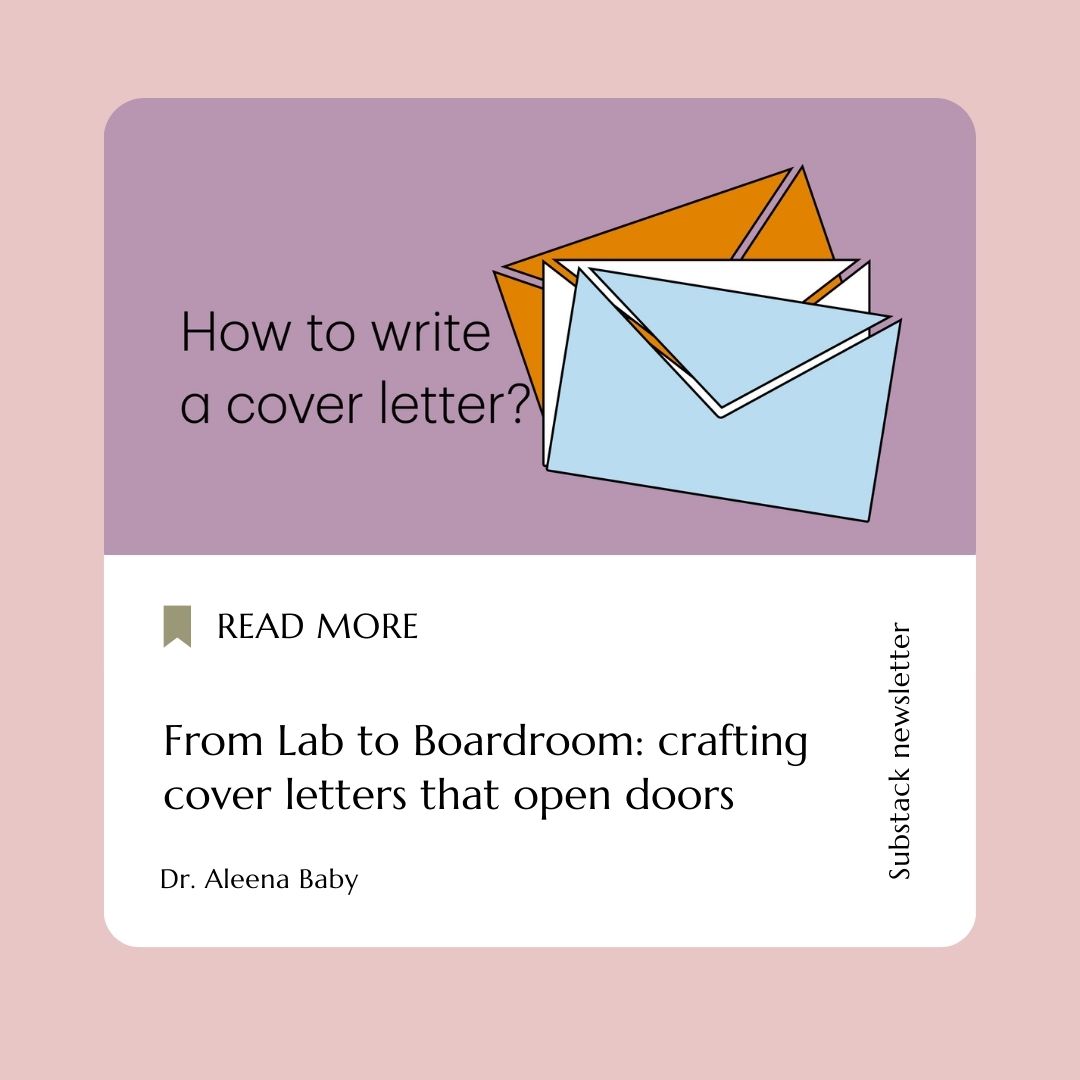 How to write
a cover letter?
READ MORE
From Lab to Boardroom: crafting
cover letters that open doors
Dr. Aleena Baby
Substack newsletter